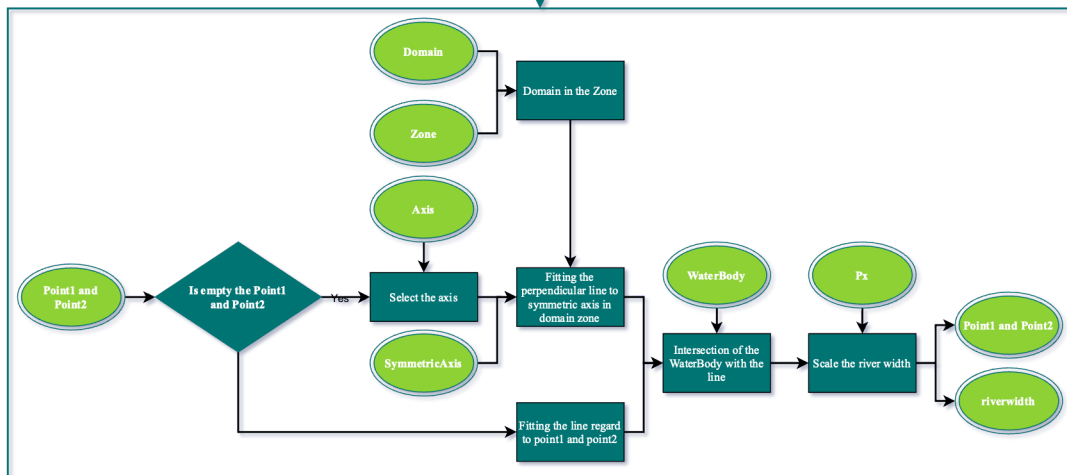 Domain
Domain in the Zone
Zone
Axis
Point1 and
Point2
Is empty the Point1
and Point2
Yes
Select the axis
Fitting the
perpendicular line to
symmetric axis in
domain zone
WaterBody
Px
SymmetricAxis
Intersection of the
WaterBody with the
line
Scale the river width
Point1 and Point2
riverwidth
Fitting the line regard
to point1 and point2